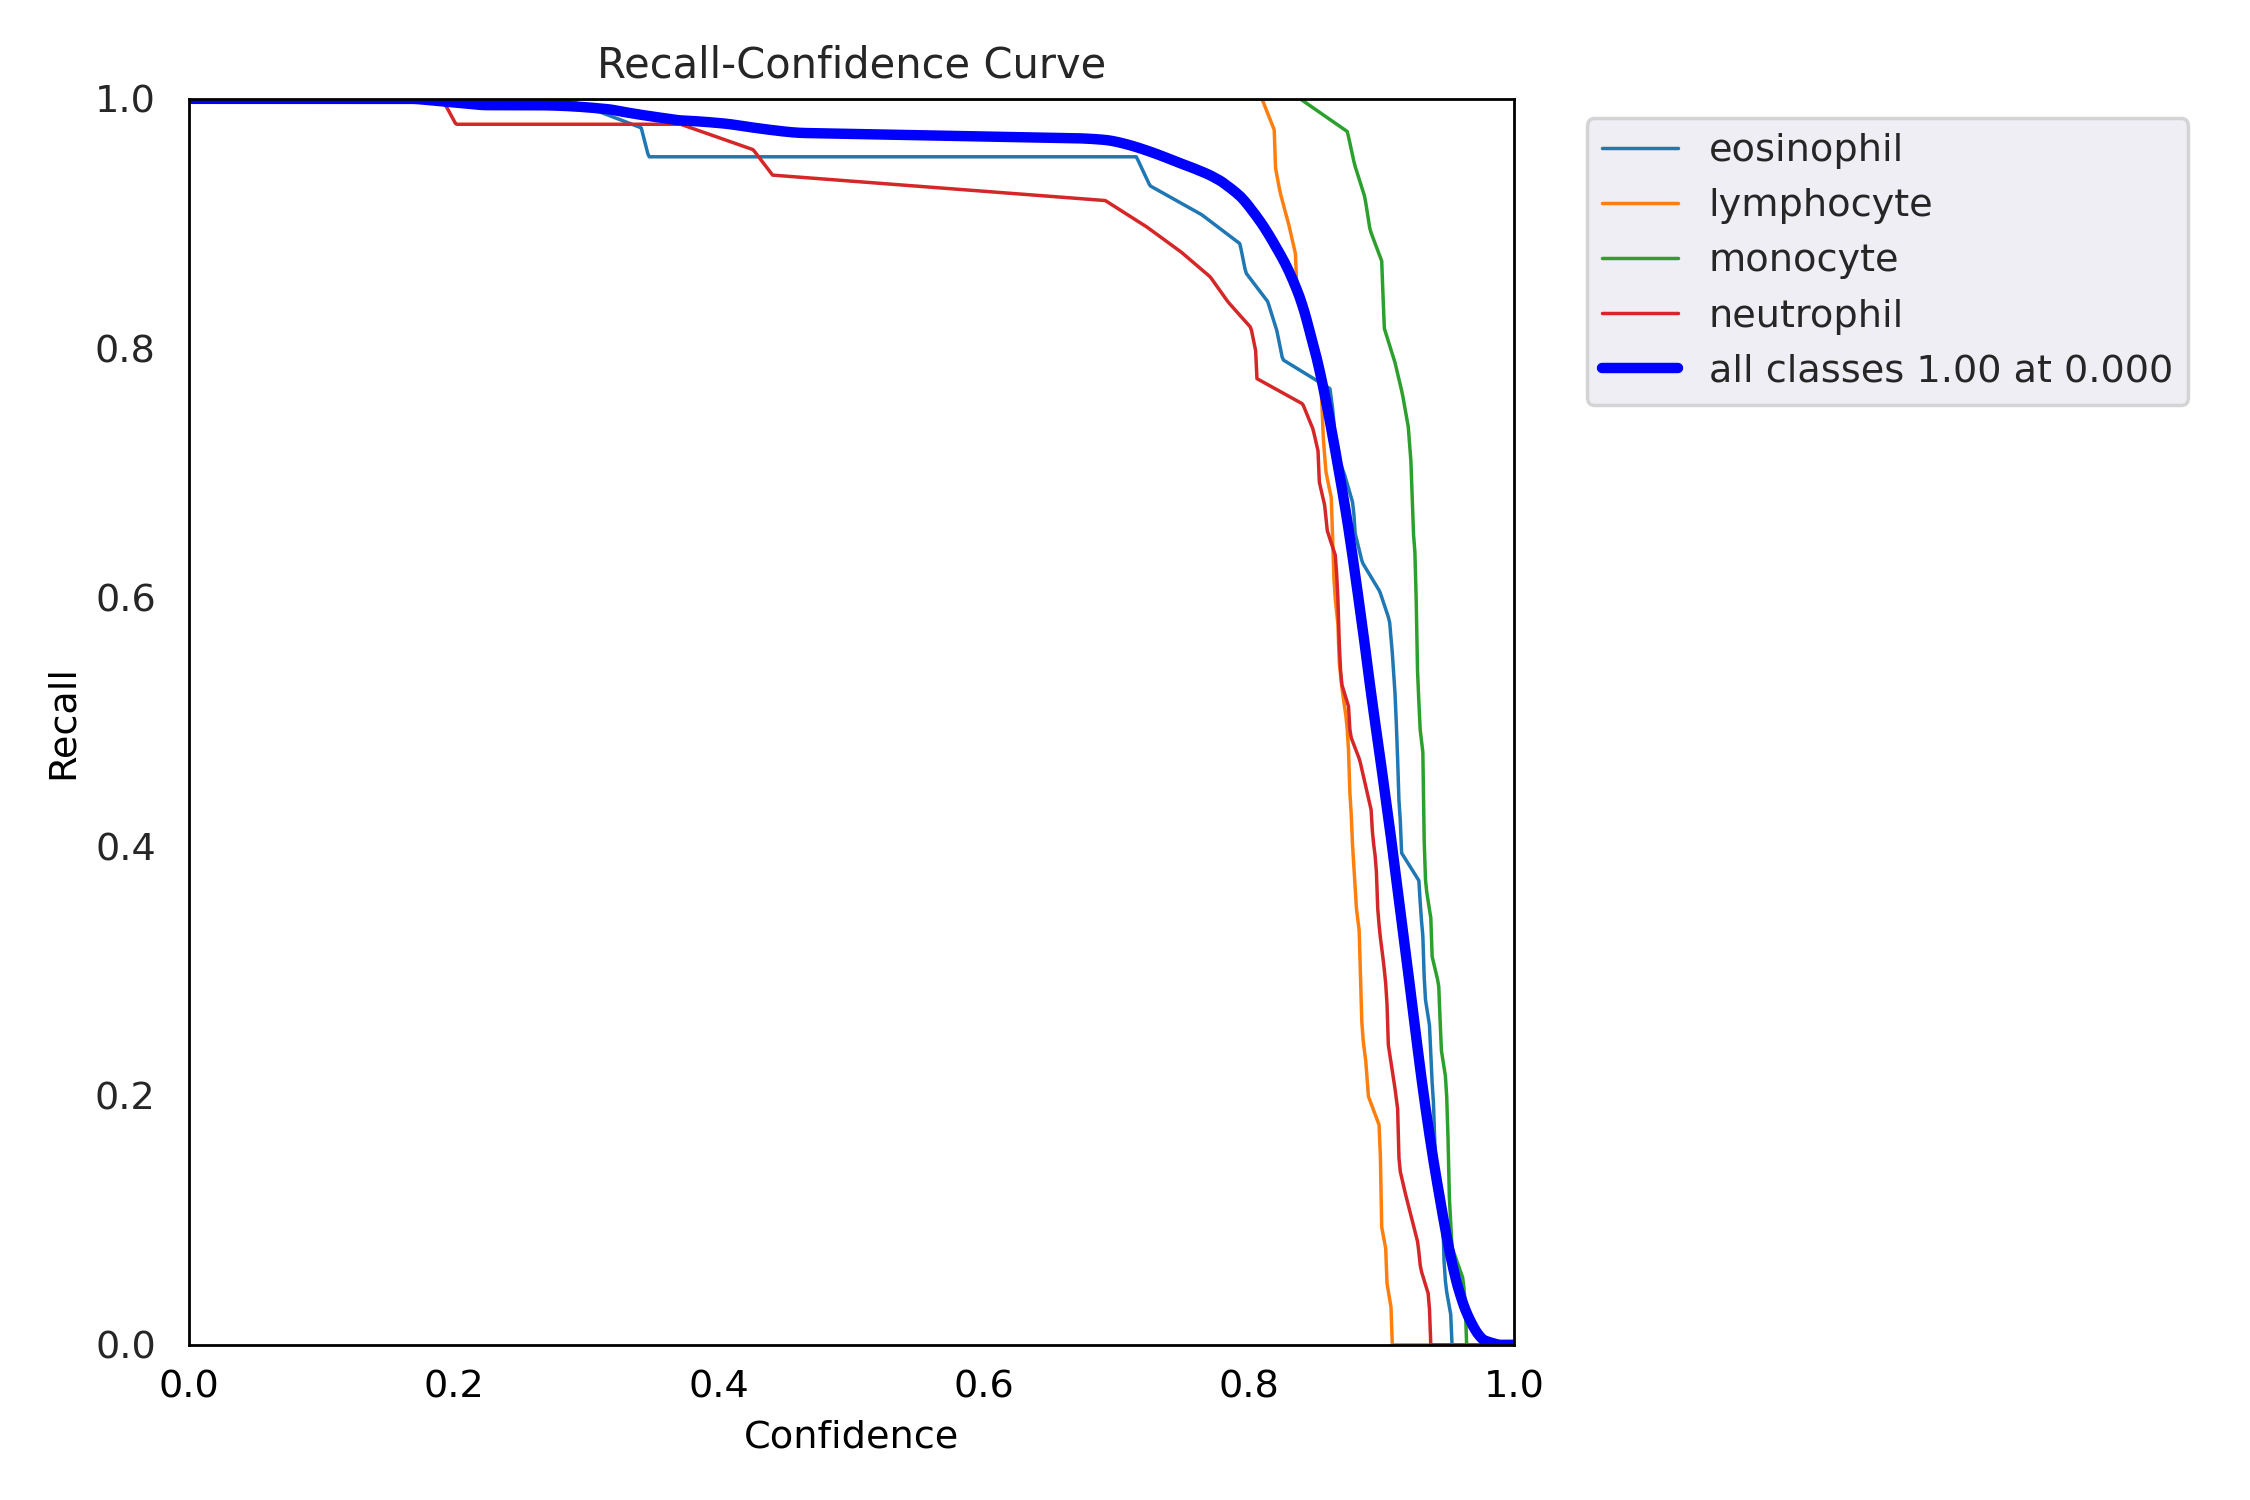 Recall-Confidence Curve
1.0
0.8
0.6
0.4
0.2
0.0
Recall
0.0 0.2 0.4 0.6 0.8 1.0
Confidence
eosinophil
lymphocyte
monocyte
neutrophil
all classes 1.00 at 0.000